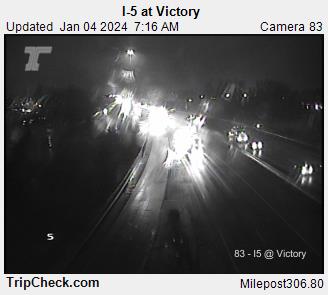 I-5 at Victory
Updated  Jan 04 2024  7:16 AM
Camera 83
T
S
83 - I5 @ Victory
TripCheck.com
Milepost306.80